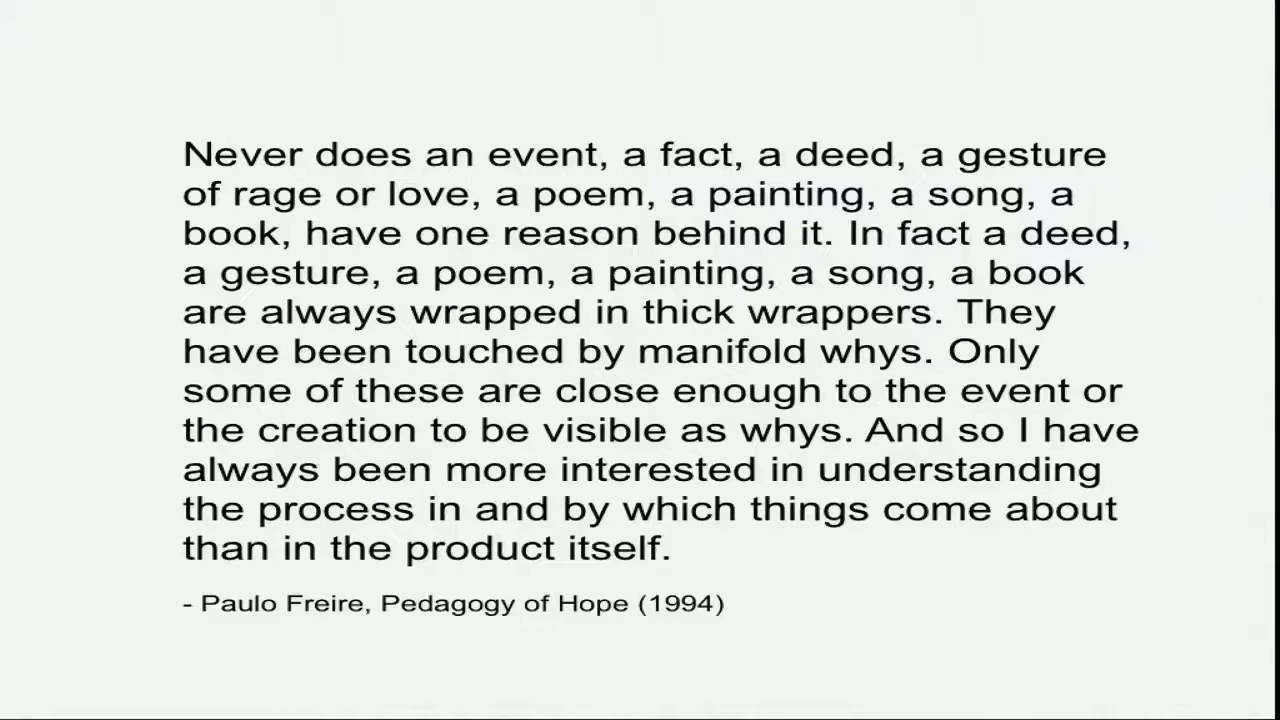 Never does an event, a fact, a deed, a gesture
of rage or love, a poem, a painting, a song, a
book, have one reason behind it. In fact a deed,
a gesture, a poem, a painting, a song, a book
are always wrapped in thick wrappers. They
have been touched by manifold whys. Only
some of these are close enough to the event or
the creation to be visible as whys. And so I have
always been more interested in understanding
the process in and by which things come about
than in the product itself.
- Paulo Freire, Pedagogy of Hope (1994)